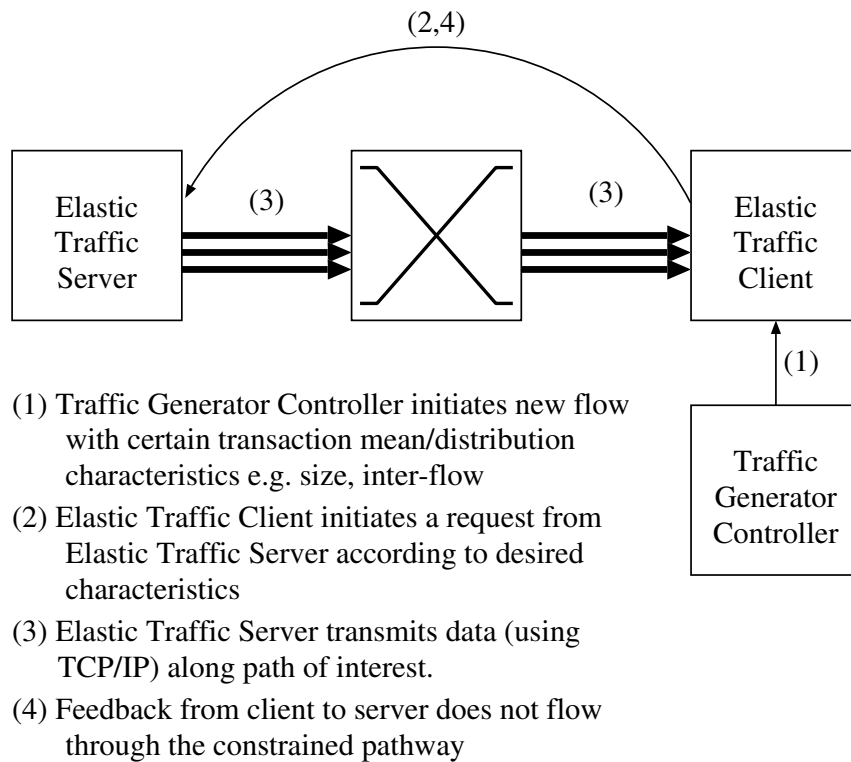 (2,4)
Elastic
Traffic
Server
(3)
(3)
Elastic
Traffic
Client
(1)
Traffic
Generator
Controller
(1) Traffic Generator Controller initiates new flow
with certain transaction mean/distribution
characteristics e.g. size, inter-flow
(2) Elastic Traffic Client initiates a request from
Elastic Traffic Server according to desired
characteristics
(3) Elastic Traffic Server transmits data (using
TCP/IP) along path of interest.
(4) Feedback from client to server does not flow
through the constrained pathway